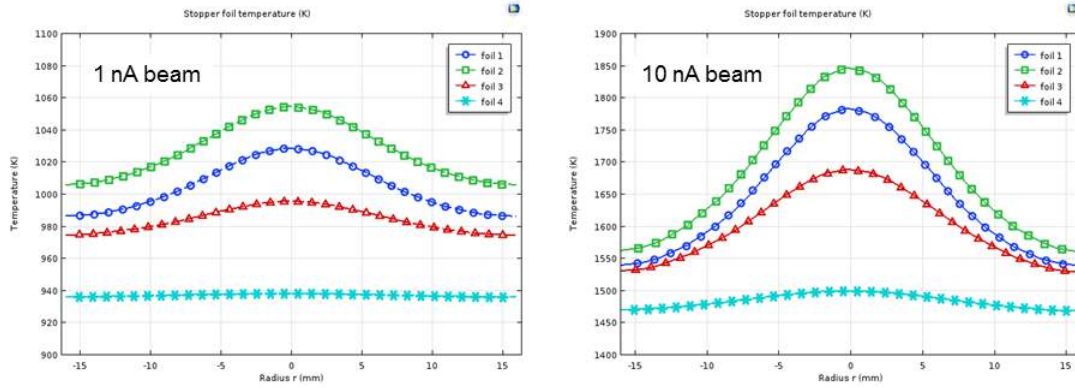 Stopper foil temperature (K)
1100
1080
1060
1040
1020
1000
980
960
940
920
900
Temperature (K)
1 nA beam
foil 1
foil 2
foil 3
foil 4
-15
-10
-5
0
5
10
15
Radius r (mm)
Stopper foil temperature (K)
1900
1850
1800
1750
1700
1650
1600
1550
1500
1450
1400
Temperature (K)
10 nA beam
foil 1
foil 2
foil 3
foil 4
-15
-10
-5
0
5
10
15
Radius r (mm)